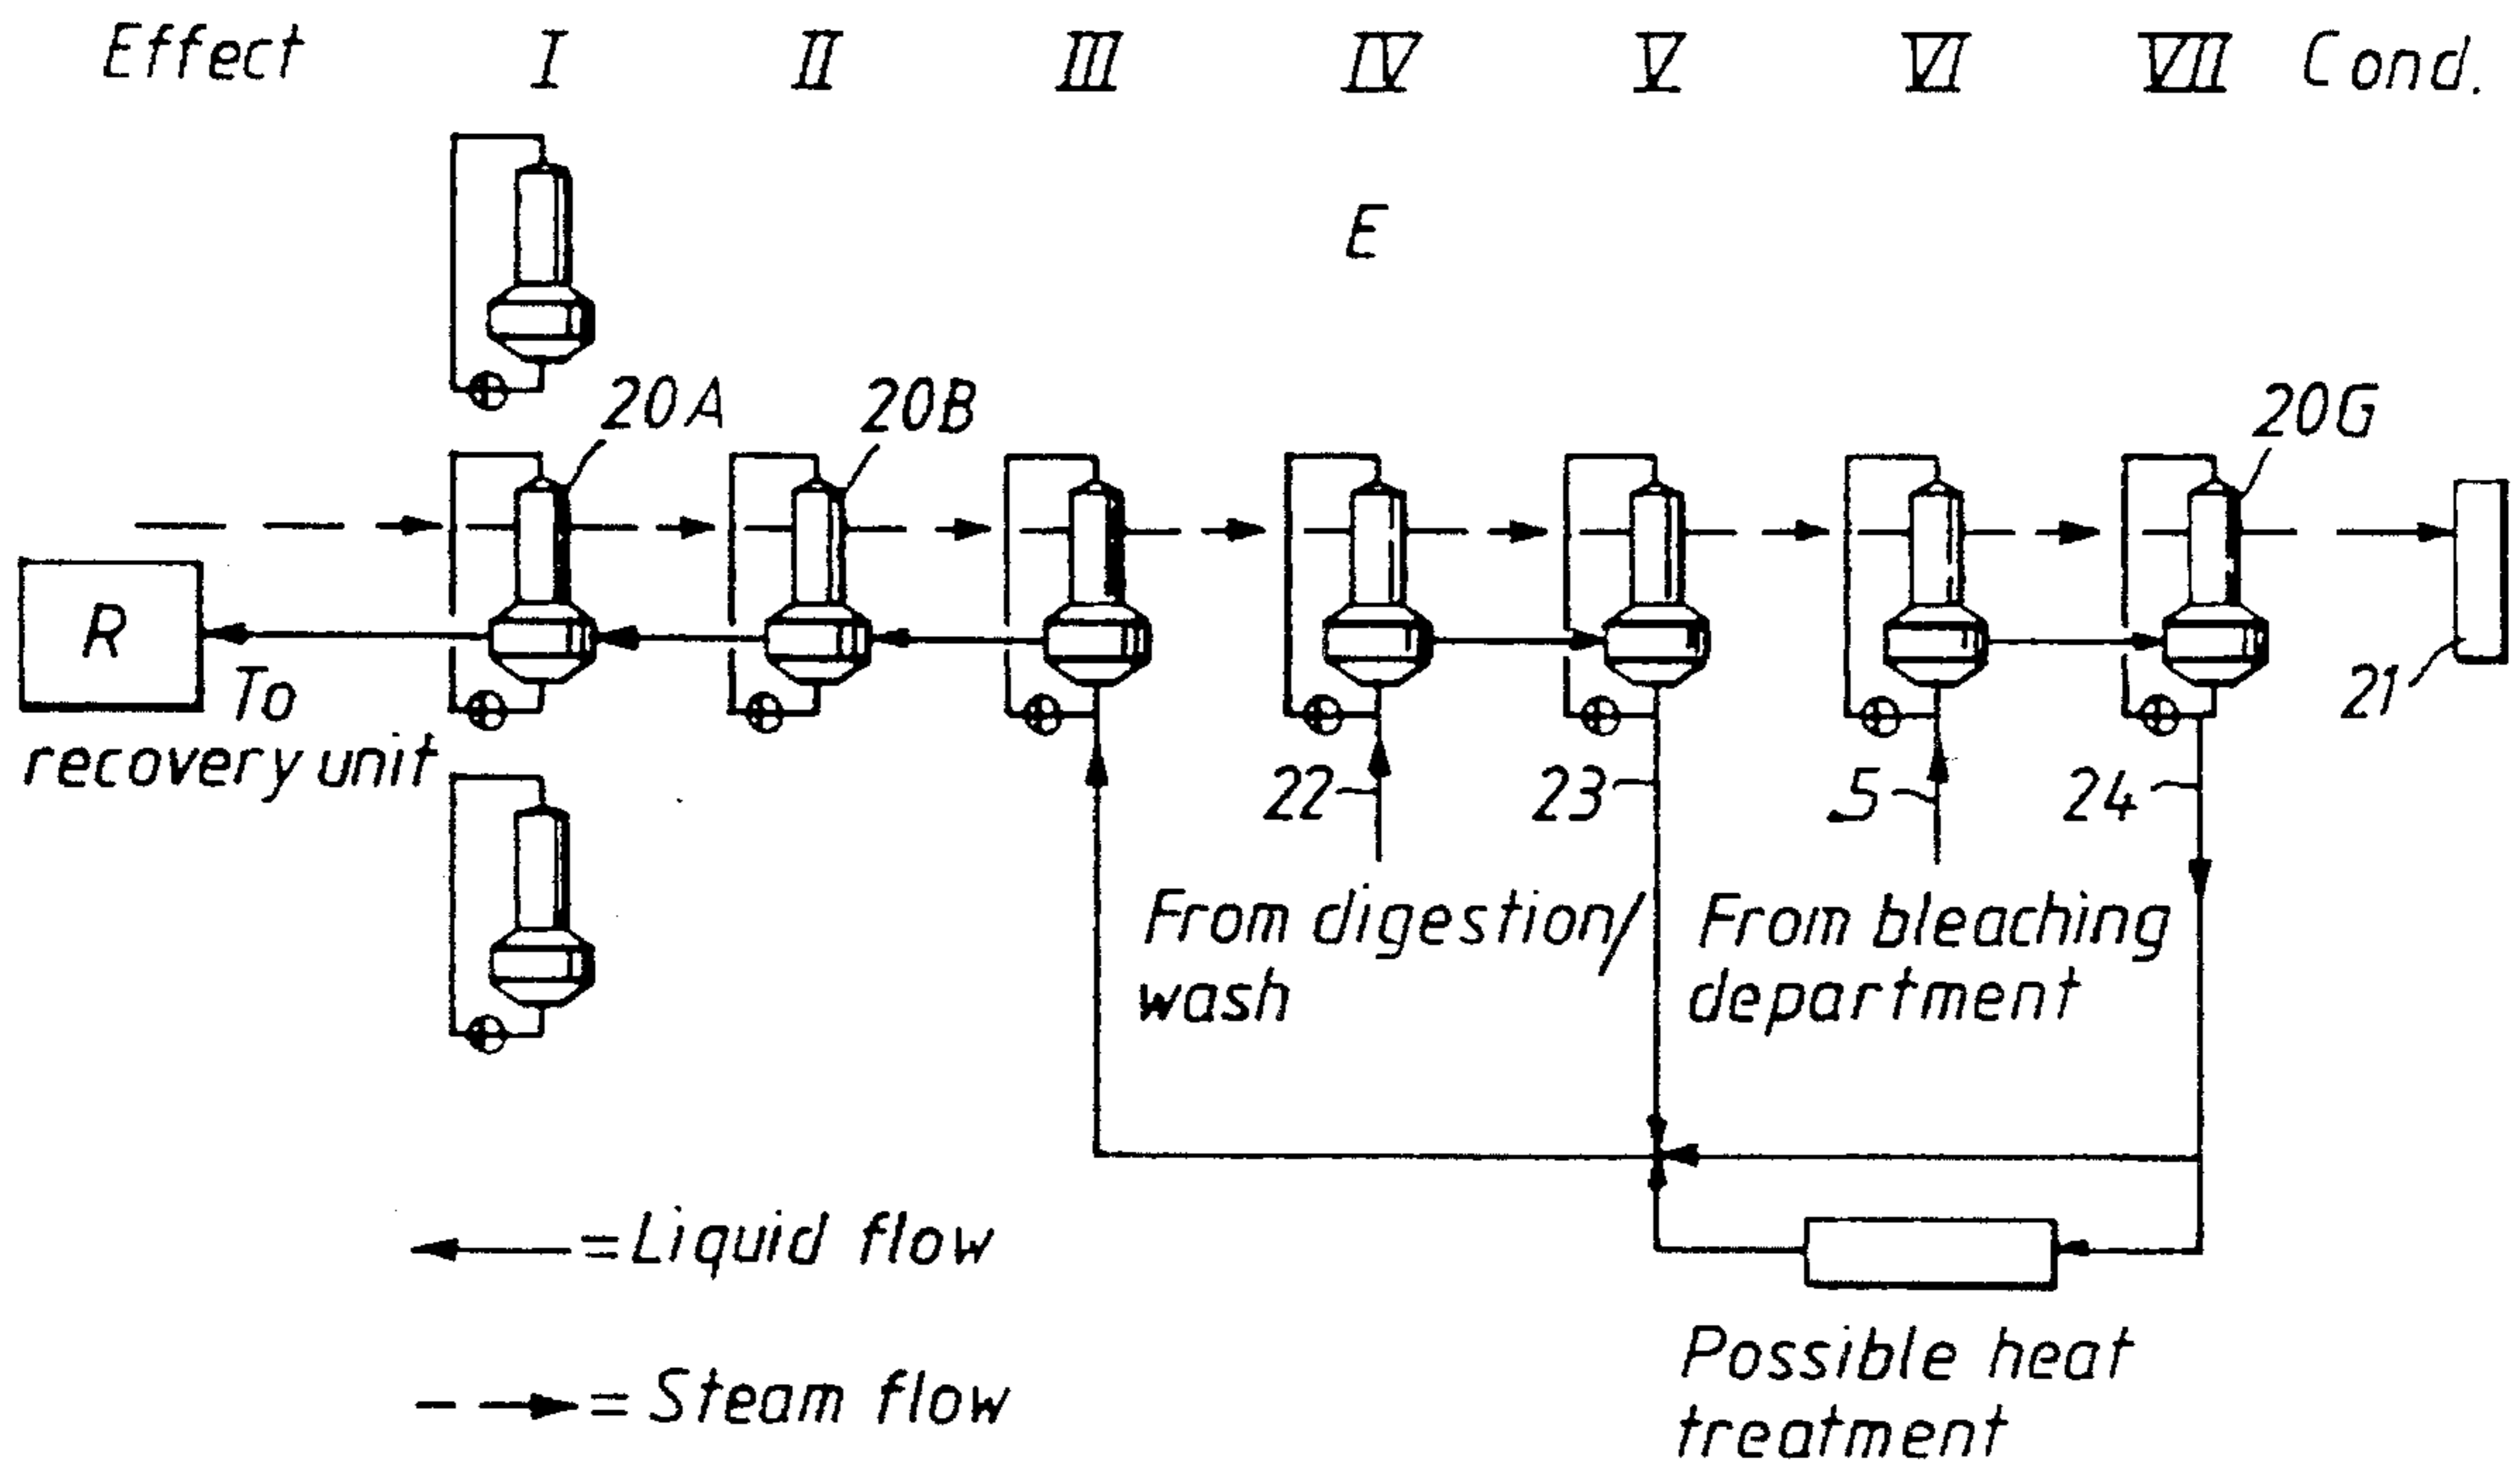 Effect I II III IV V VI VII Cond.
E
20A 20B 20G
R
To
recovery unit
21
22 23 5 24
From digestion/
wash
From bleaching
department
= Liquid flow
= Steam flow
Possible heat
treatment